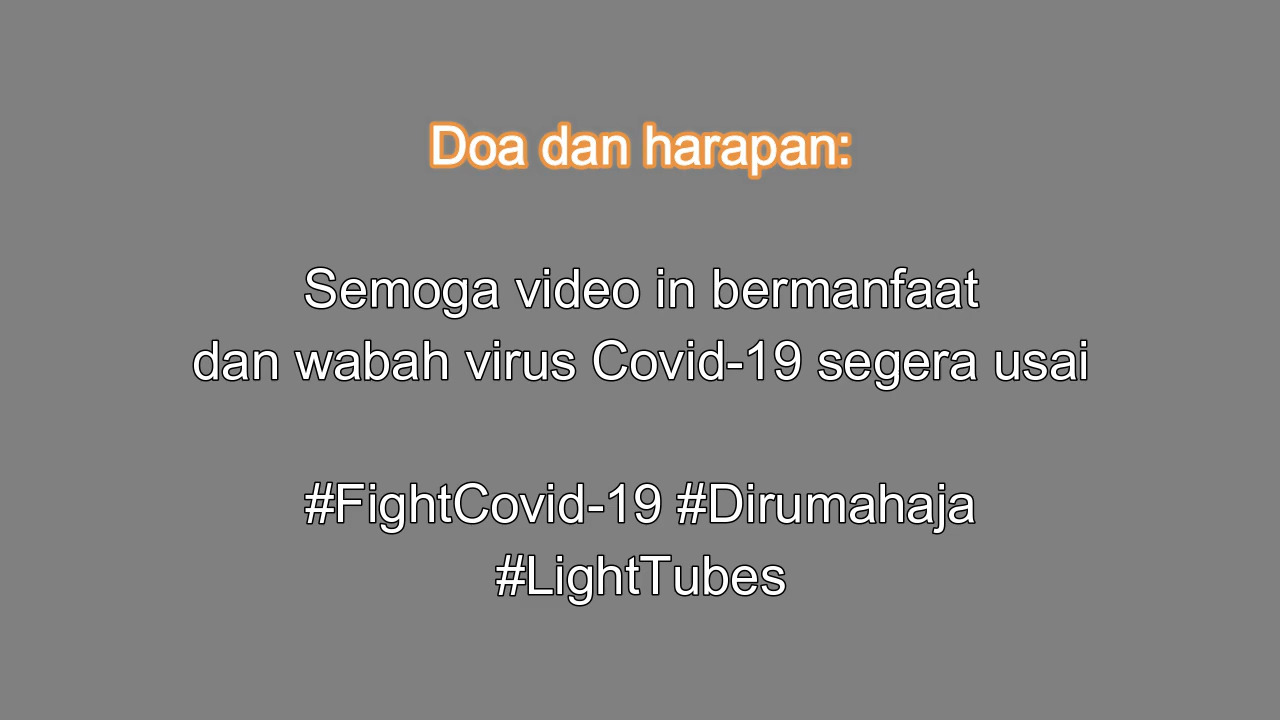 Doa dan harapan:
Semoga video in bermanfaat
dan wabah virus Covid-19 segera usai
#FightCovid-19 #Dirumahaja
#LightTubes